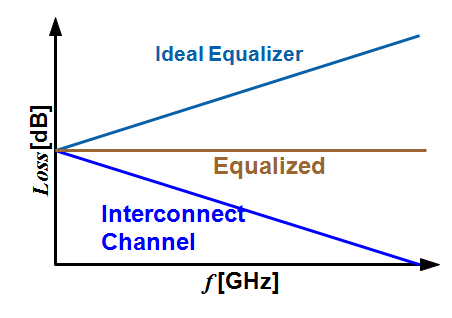 Ideal Equalizer
Loss[dB]
Equalized
Interconnect
Channel
f[GHz]